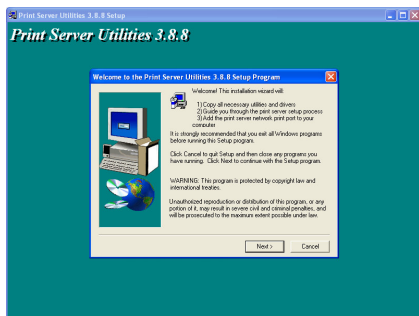 Print Server Utilities 3.8.8 Setup
Print Server Utilities 3.8.8
Welcome to the Print Server Utilities 3.8.8 Setup Program
Welcome! This installation wizard will:
1) Copy all necessary utilities and drivers
2) Guide you through the print server setup process
3) Add the print server network print port to your
computer
It is strongly recommended that you exit all Windows programs
before running this Setup program.
Click Cancel to quit Setup and then close any programs you
have running. Click Next to continue with the Setup program.
WARNING: This program is protected by copyright law and
international treaties.
Unauthorized reproduction or distribution of this program, or any
portion of it, may result in severe civil and criminal penalties, and
will be prosecuted to the maximum extent possible under law.
Next >
Cancel